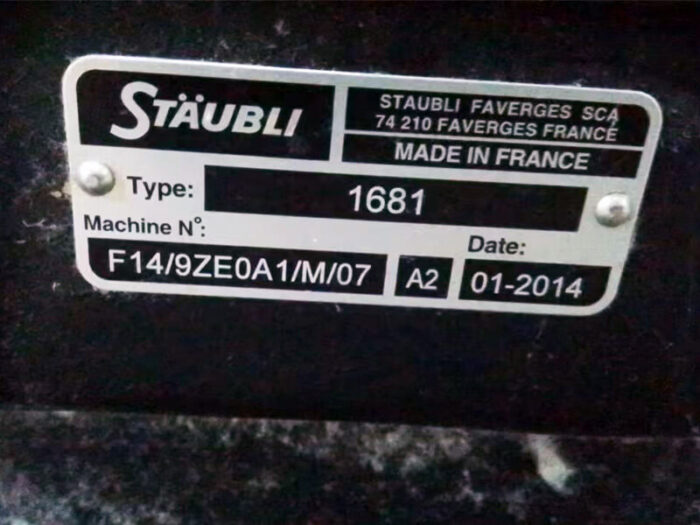 STÄUBLI
STAUBLI FAVERGES SCA
74 210 FAVERGES FRANCE
MADE IN FRANCE
Type: 1681
Machine Nº:
Date:
F14/9ZE0A1/M/07 A2 01-2014